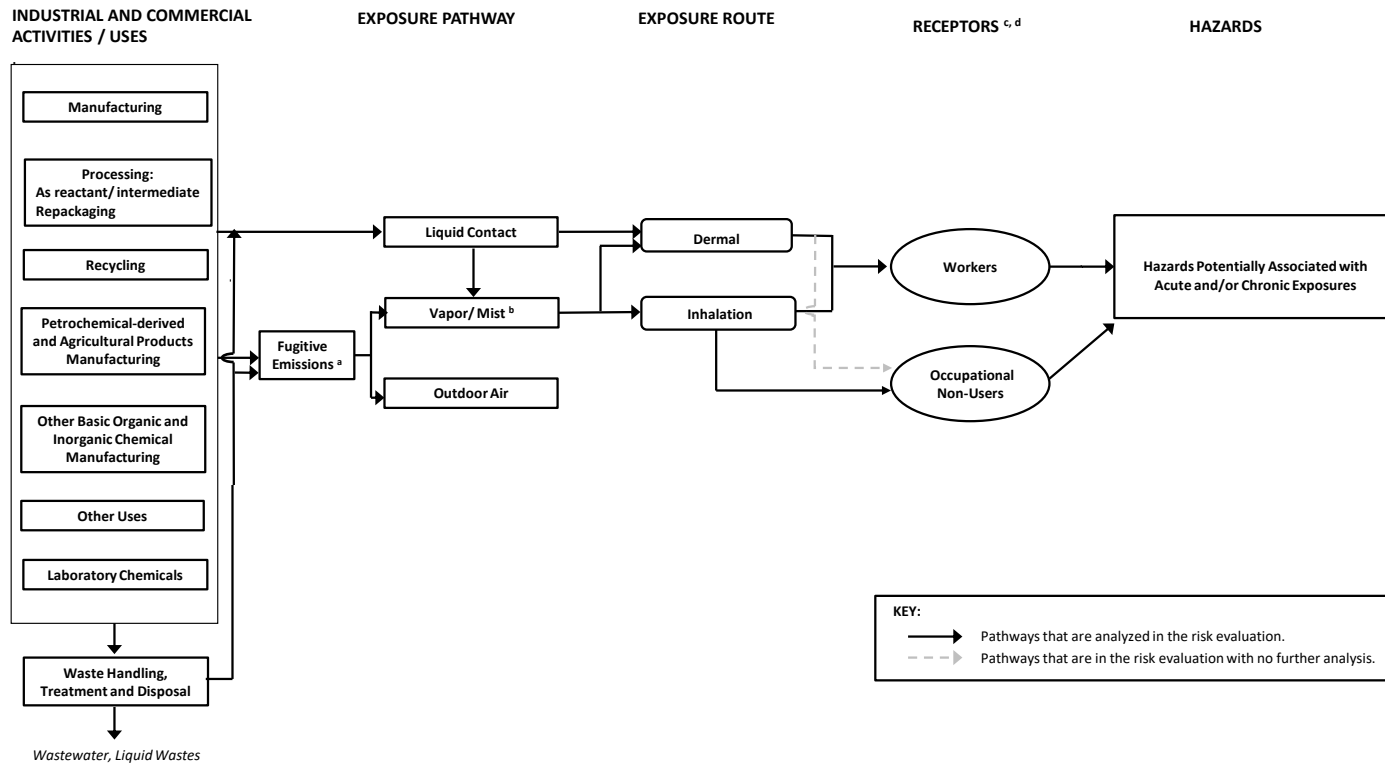 INDUSTRIAL AND COMMERCIAL
ACTIVITIES / USES
EXPOSURE PATHWAY
EXPOSURE ROUTE
RECEPTORS c, d
HAZARDS
Manufacturing
Processing:
As reactant/ intermediate
Repackaging
Recycling
Petrochemical-derived
and Agricultural Products
Manufacturing
Other Basic Organic and
Inorganic Chemical
Manufacturing
Other Uses
Laboratory Chemicals
Waste Handling,
Treatment and Disposal
Wastewater, Liquid Wastes
Fugitive
Emissions a
Liquid Contact
Vapor/ Mist b
Outdoor Air
Dermal
Inhalation
Workers
Occupational
Non-Users
Hazards Potentially Associated with
Acute and/or Chronic Exposures
KEY:
Pathways that are analyzed in the risk evaluation.
Pathways that are in the risk evaluation with no further analysis.